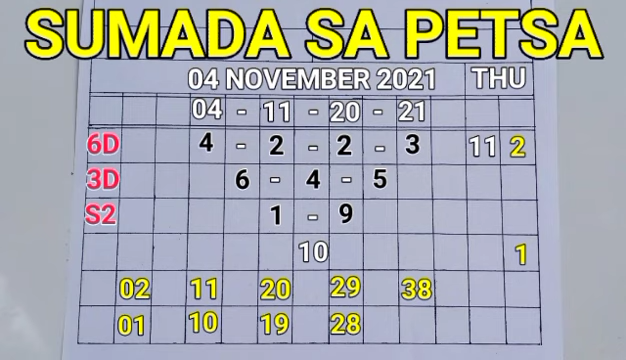 SUMADA SA PETSA
04 NOVEMBER 2021 THU
04 - 11 - 20 - 21
6D 4 - 2 - 2 - 3 11 2
3D 6 - 4 - 5
S2 1 - 9
10 1
02 11 20 29 38
01 10 19 28